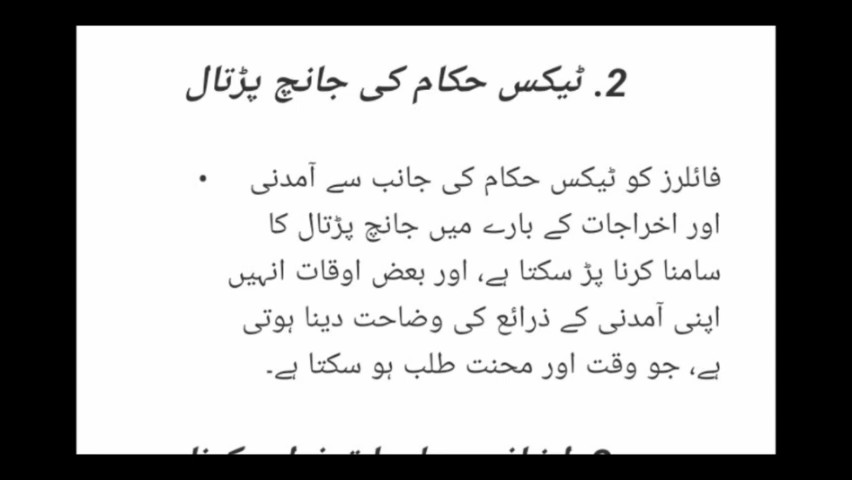 2. ٹیکس حکام کی جانچ پڑتال
• فائلرز کو ٹیکس حکام کی جانب سے آمدنی
اور اخراجات کے بارے میں جانچ پڑتال کا
سامنا کرنا پڑ سکتا ہے، اور بعض اوقات انہیں
اپنی آمدنی کے ذرائع کی وضاحت دینا ہوتی
ہے، جو وقت اور محنت طلب ہو سکتا ہے۔